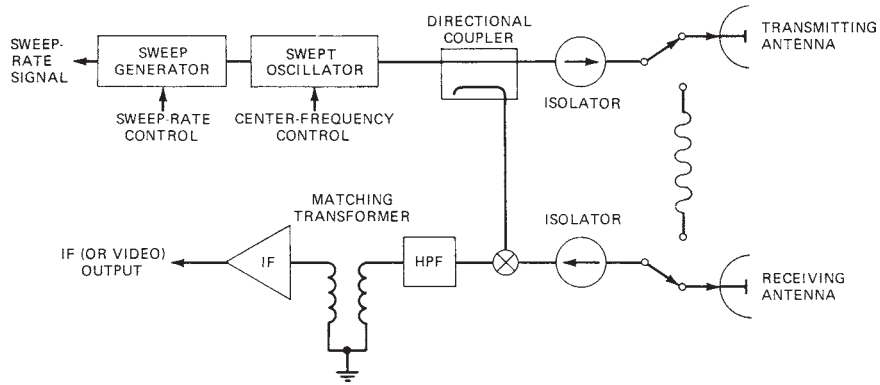 SWEEP-
RATE
SIGNAL
SWEEP
GENERATOR
SWEPT
OSCILLATOR
DIRECTIONAL
COUPLER
ISOLATOR
TRANSMITTING
ANTENNA
SWEEP-RATE
CONTROL
CENTER-FREQUENCY
CONTROL
MATCHING
TRANSFORMER
ISOLATOR
IF (OR VIDEO)
OUTPUT
IF
HPF
RECEIVING
ANTENNA